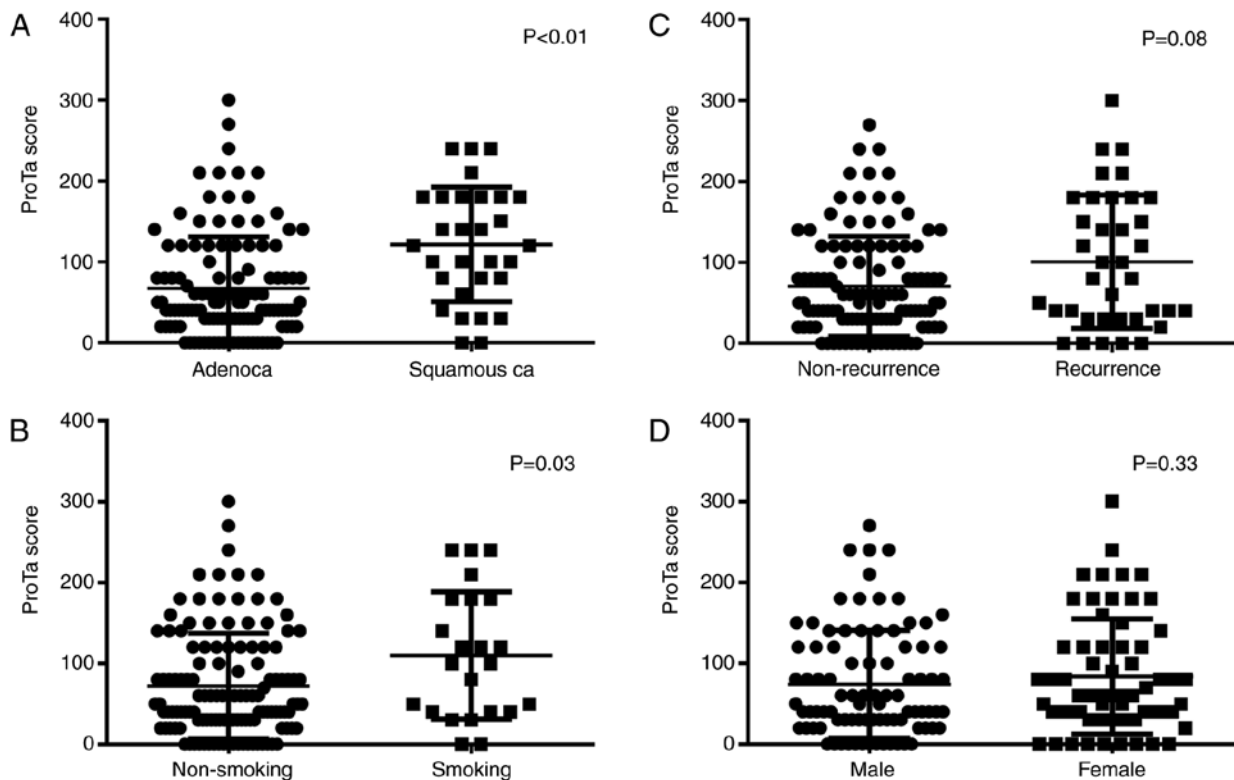 A
P<0.01
ProTa score
400
300
200
100
0
Adenoca Squamous ca
C
P=0.08
ProTa score
400
300
200
100
0
Non-recurrence Recurrence
B
P=0.03
ProTa score
400
300
200
100
0
Non-smoking Smoking
D
P=0.33
ProTa score
400
300
200
100
0
Male Female